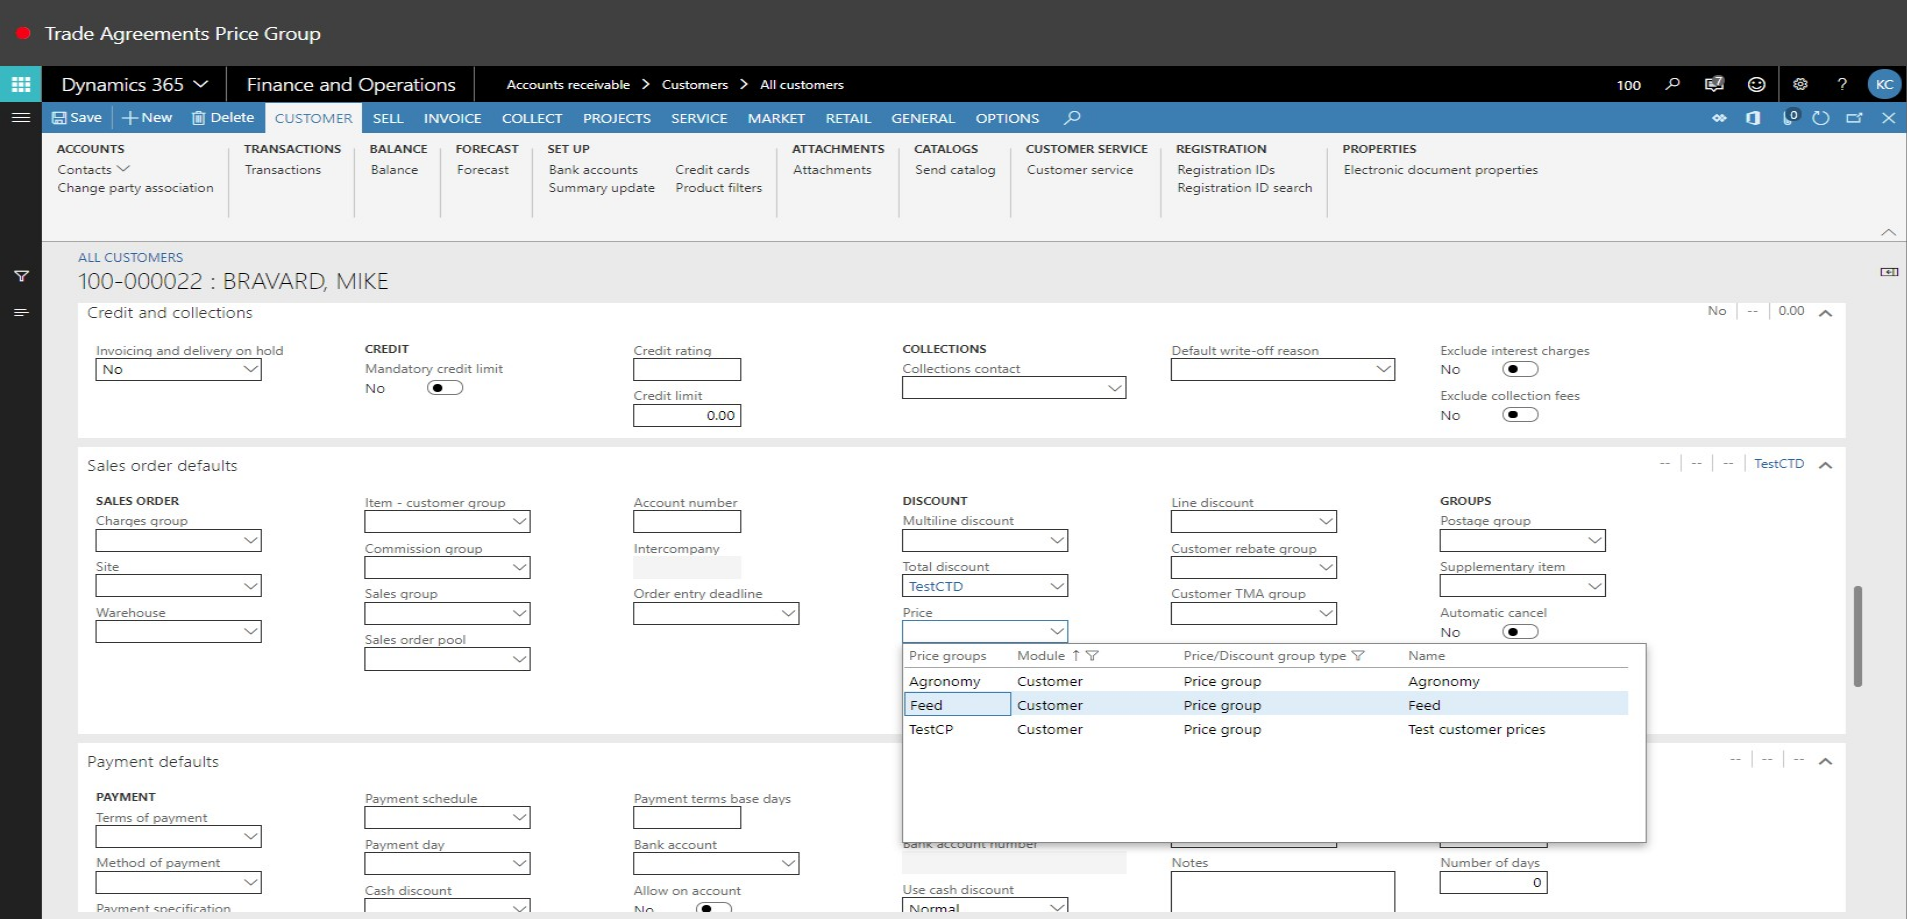 Trade Agreements Price Group
Dynamics 365 Finance and Operations Accounts receivable > Customers > All customers 100 7 ? KC
Save New Delete CUSTOMER SELL INVOICE COLLECT PROJECTS SERVICE MARKET RETAIL GENERAL OPTIONS 0
ACCOUNTS TRANSACTIONS BALANCE FORECAST SET UP ATTACHMENTS CATALOGS CUSTOMER SERVICE REGISTRATION PROPERTIES
Contacts Transactions Balance Forecast Bank accounts Credit cards Attachments Send catalog Customer service Registration IDs Electronic document properties
Change party association Summary update Product filters Registration ID search
ALL CUSTOMERS
100-000022 : BRAVARD, MIKE
Credit and collections No -- 0.00
Invoicing and delivery on hold CREDIT Credit rating COLLECTIONS Default write-off reason Exclude interest charges
No Mandatory credit limit Collections contact No
No Credit limit Exclude collection fees
0.00 No
Sales order defaults -- -- -- TestCTD
SALES ORDER Item - customer group Account number DISCOUNT Line discount GROUPS
Charges group Multiline discount Postage group
Commission group Intercompany Customer rebate group
Site Total discount Supplementary item
TestCTD
Sales group Order entry deadline Customer TMA group
Warehouse Price Automatic cancel
No
Sales order pool
Price groups Module ↑ Price/Discount group type Name
Agronomy Customer Price group Agronomy
Feed Customer Price group Feed
TestCP Customer Price group Test customer prices
Payment defaults -- -- --
PAYMENT Payment schedule Payment terms base days
Terms of payment
Payment day Bank account Bank account number
Method of payment Notes Number of days
0
Cash discount Allow on account Use cash discount
Payment specification No Normal